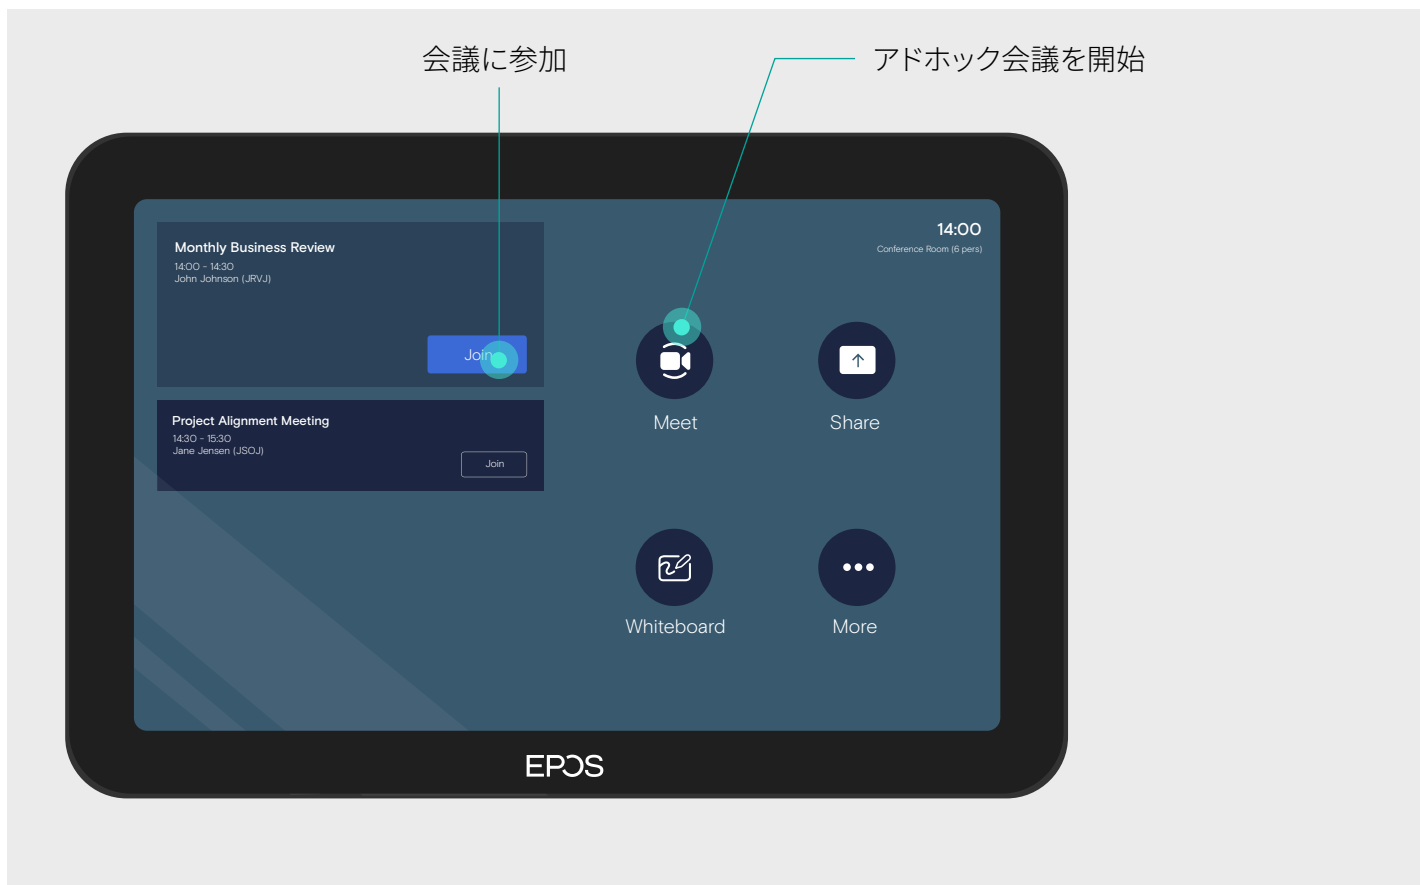 会議に参加
アドホック会議を開始
Monthly Business Review
14:00 - 14:30
John Johnson (JRVJ)
Join
Project Alignment Meeting
14:30 - 15:30
Jane Jensen (JSOJ)
Join
14:00
Conference Room (6 pers)
Meet
Share
Whiteboard
More
EPOS